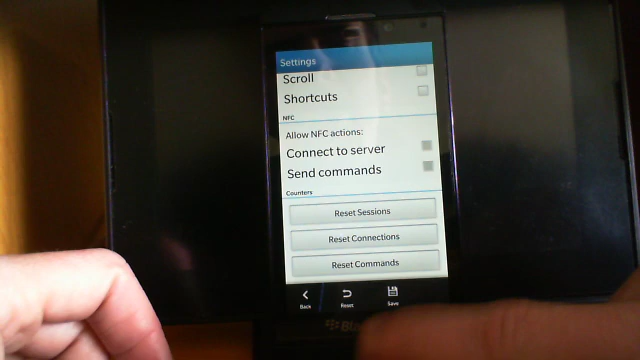 Settings
Scroll
Shortcuts
NFC
Allow NFC actions:
Connect to server
Send commands
Counters
Reset Sessions
Reset Connections
Reset Commands
Back
Reset
Save